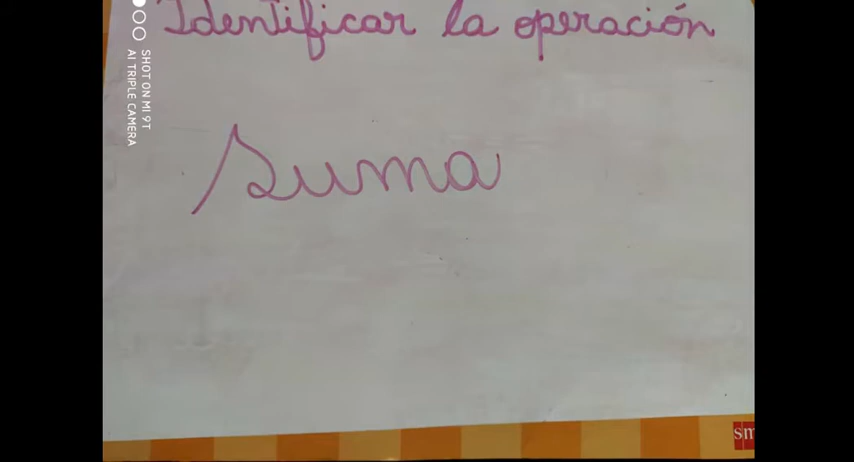 Identificar la operación
SHOT ON MI 9T
AI TRIPLE CAMERA
Suma
sm